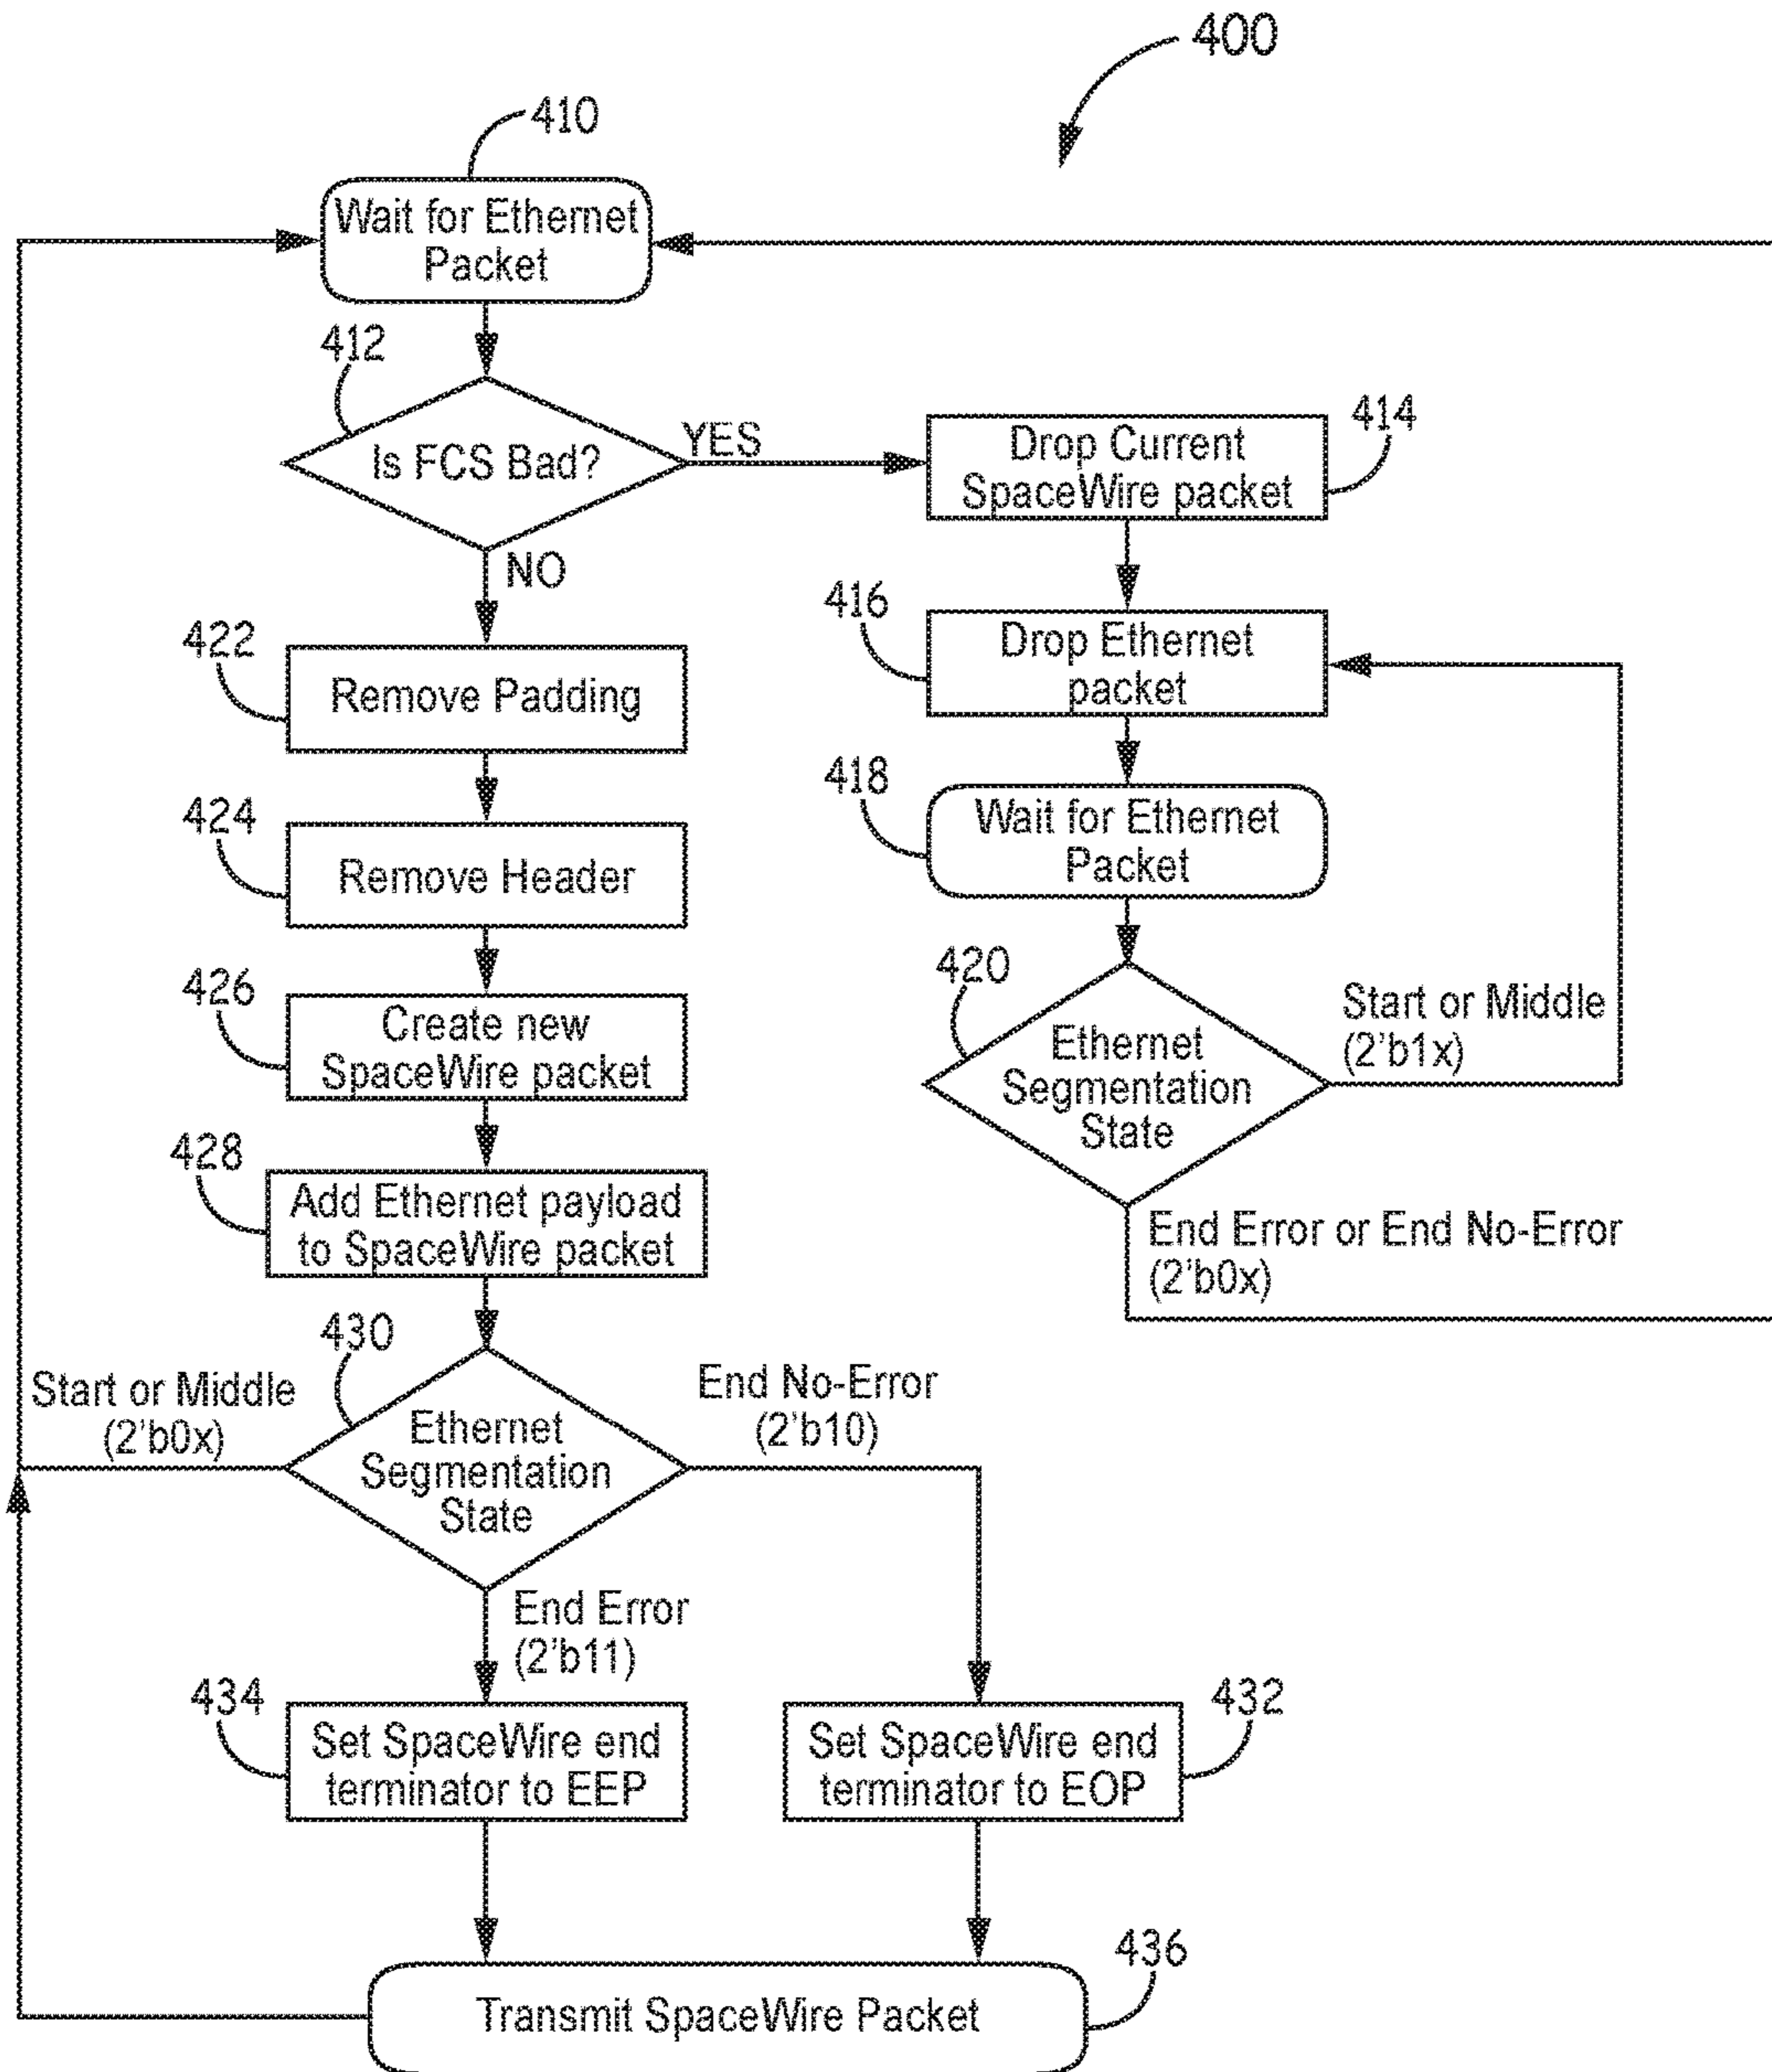 400
410
Wait for Ethernet
Packet
412
Is FCS Bad?
YES
Drop Current
SpaceWire packet
414
NO
416
Drop Ethernet
packet
422
Remove Padding
418
Wait for Ethernet
Packet
424
Remove Header
420
Ethernet
Segmentation
State
Start or Middle
(2'b1x)
426
Create new
SpaceWire packet
428
Add Ethernet payload
to SpaceWire packet
End Error or End No-Error
(2'b0x)
430
Start or Middle
(2'b0x)
Ethernet
Segmentation
State
End No-Error
(2'b10)
End Error
(2'b11)
434
Set SpaceWire end
terminator to EEP
Set SpaceWire end
terminator to EOP
432
436
Transmit SpaceWire Packet